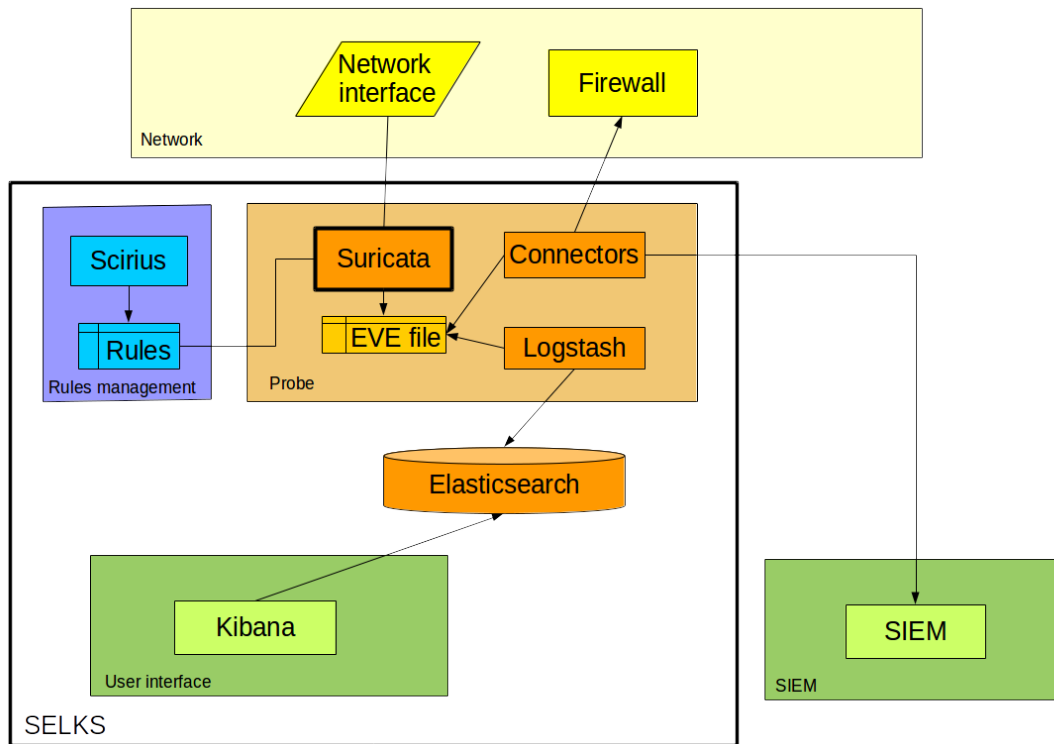 Network
interface
Firewall
Network
Scirius
Suricata
Connectors
Rules
EVE file
Logstash
Rules management
Probe
Elasticsearch
Kibana
SIEM
User interface
SIEM
SELKS